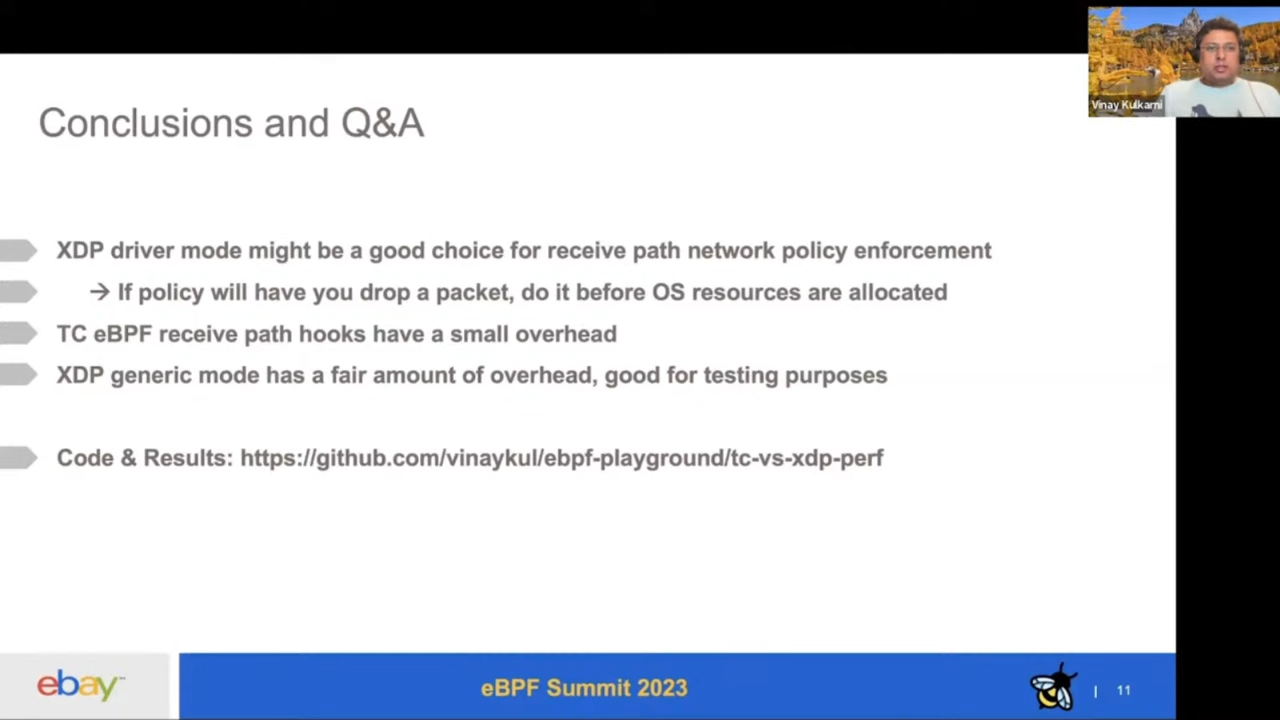 Vinay Kulkarni
Conclusions and Q&A
XDP driver mode might be a good choice for receive path network policy enforcement
→ If policy will have you drop a packet, do it before OS resources are allocated
TC eBPF receive path hooks have a small overhead
XDP generic mode has a fair amount of overhead, good for testing purposes
Code & Results: https://github.com/vinaykul/ebpf-playground/tc-vs-xdp-perf
ebay™
eBPF Summit 2023
| 11